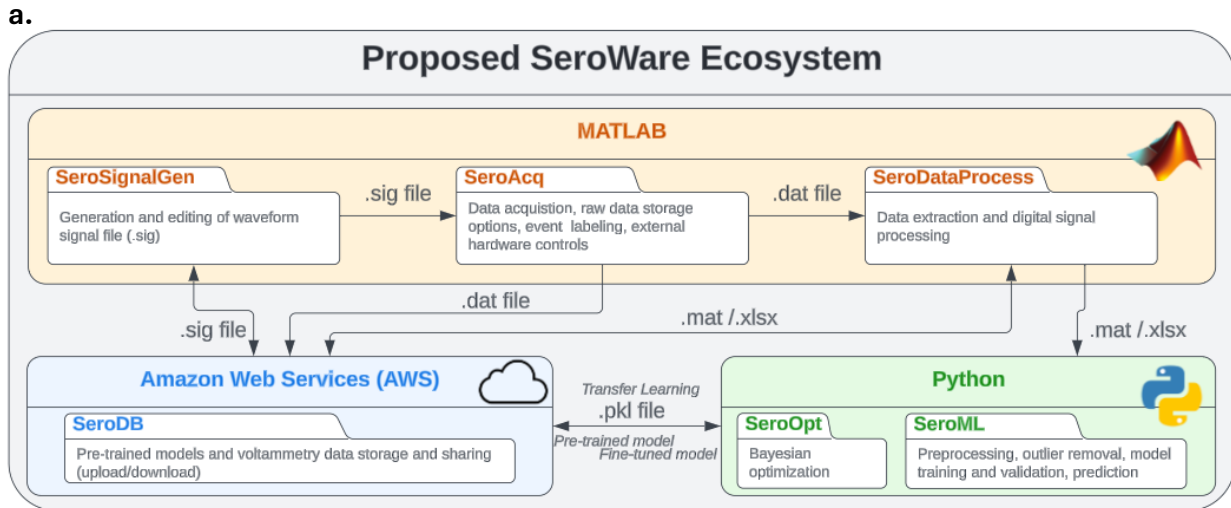 a.
Proposed SeroWare Ecosystem
MATLAB
SeroSignalGen
Generation and editing of waveform
signal file (.sig)
.sig file
SeroAcq
Data acquistion, raw data storage
options, event labeling, external
hardware controls
.dat file
SeroDataProcess
Data extraction and digital signal
processing
.sig file
.dat file
.mat /.xlsx
.mat /.xlsx
Amazon Web Services (AWS)
SeroDB
Pre-trained models and voltammetry data storage and sharing
(upload/download)
Transfer Learning
.pkl file
Pre-trained model
Fine-tuned model
Python
SeroOpt
Bayesian
optimization
SeroML
Preprocessing, outlier removal, model
training and validation, prediction